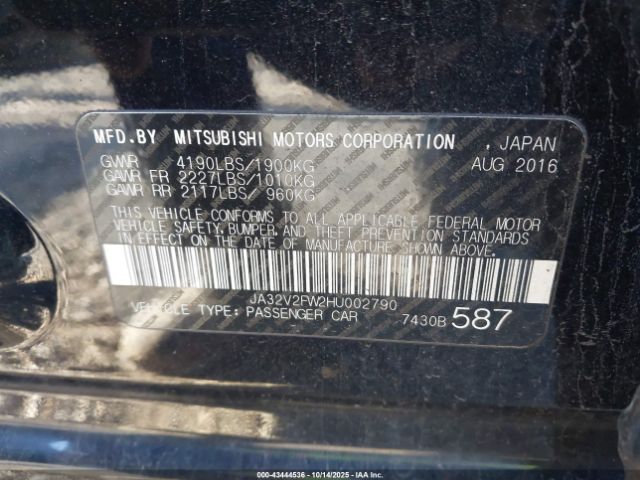 MFD.BY MITSUBISHI MOTORS CORPORATION , JAPAN
GVWR 4190LBS/1900KG AUG 2016
GAWR FR 2227LBS/1010KG
GAWR RR 2117LBS/ 960KG
THIS VEHICLE CONFORMS TO ALL APPLICABLE FEDERAL MOTOR
VEHICLE SAFETY, BUMPER, AND THEFT PREVENTION STANDARDS
IN EFFECT ON THE DATE OF MANUFACTURE SHOWN ABOVE.
JA32V2FW2HU002790
VEHICLE TYPE: PASSENGER CAR 7430B 587
000-43444536 - 10/14/2025 - IAA Inc.